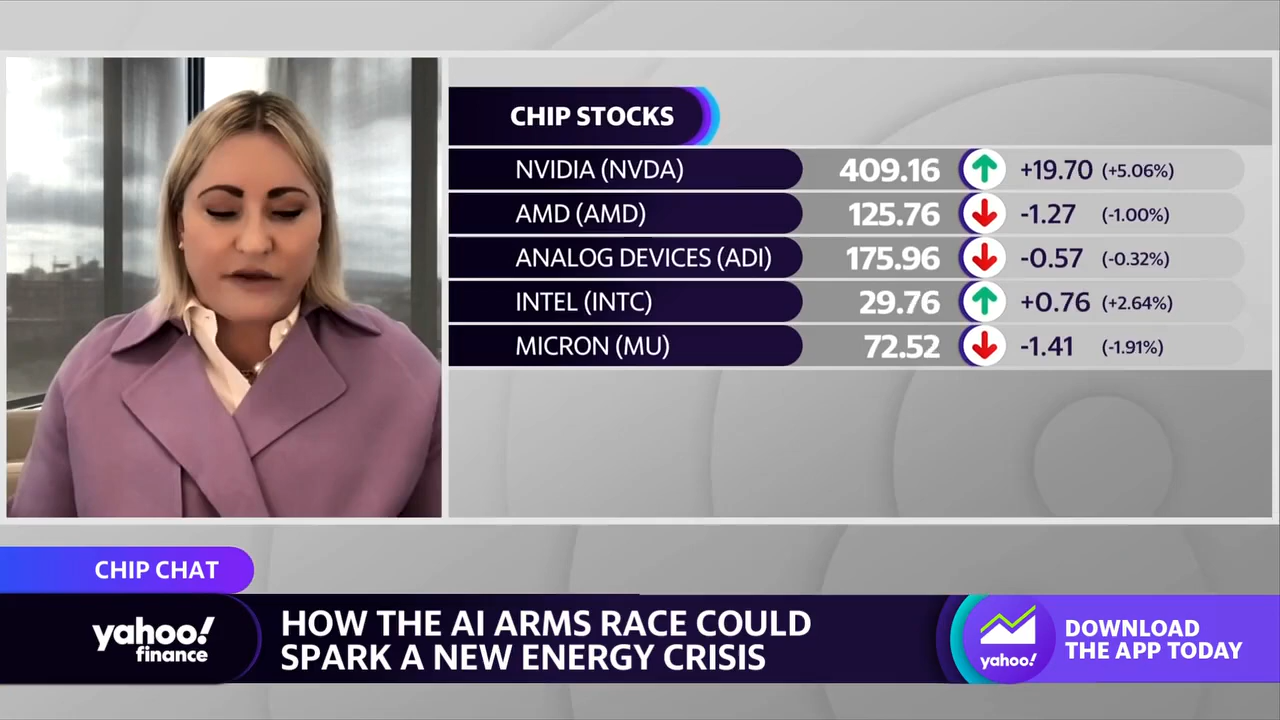 CHIP STOCKS
NVIDIA (NVDA) 409.16 +19.70 (+5.06%)
AMD (AMD) 125.76 -1.27 (-1.00%)
ANALOG DEVICES (ADI) 175.96 -0.57 (-0.32%)
INTEL (INTC) 29.76 +0.76 (+2.64%)
MICRON (MU) 72.52 -1.41 (-1.91%)
CHIP CHAT
yahoo!
finance
HOW THE AI ARMS RACE COULD
SPARK A NEW ENERGY CRISIS
yahoo!
DOWNLOAD
THE APP TODAY